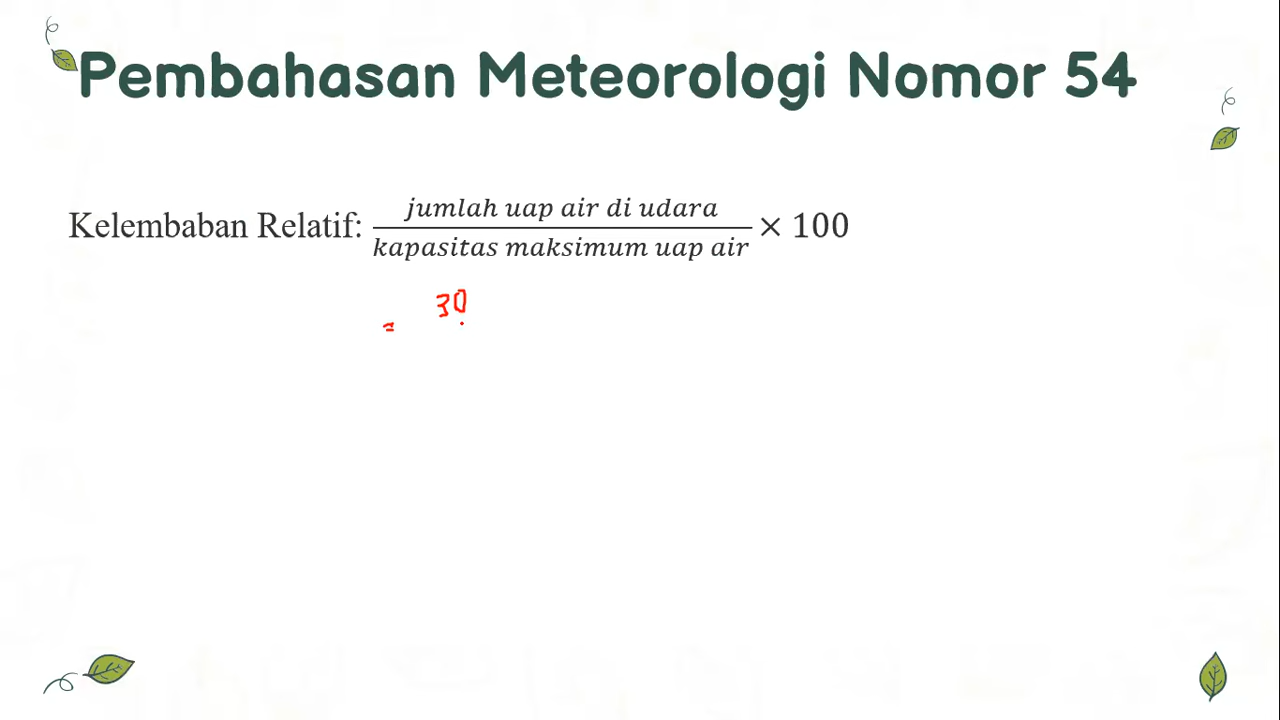 Pembahasan Meteorologi Nomor 54
Kelembaban Relatif: jumlah uap air di udara / kapasitas maksimum uap air × 100
= 30